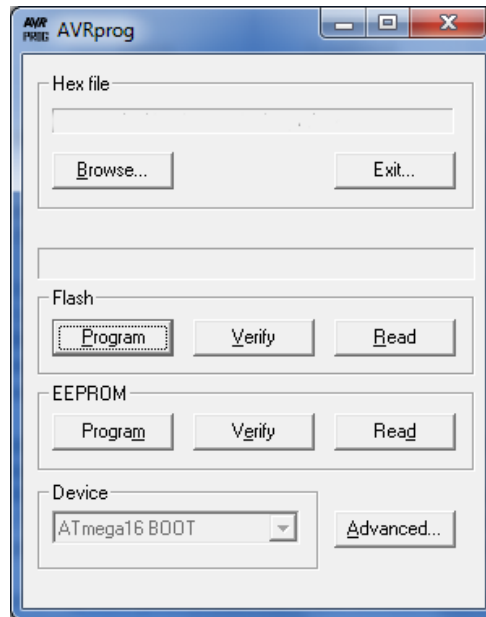 AVR PROG AVRprog
Hex file
Browse... Exit...
Flash
Program Verify Read
EEPROM
Program Verify Read
Device
ATmega16 BOOT Advanced...